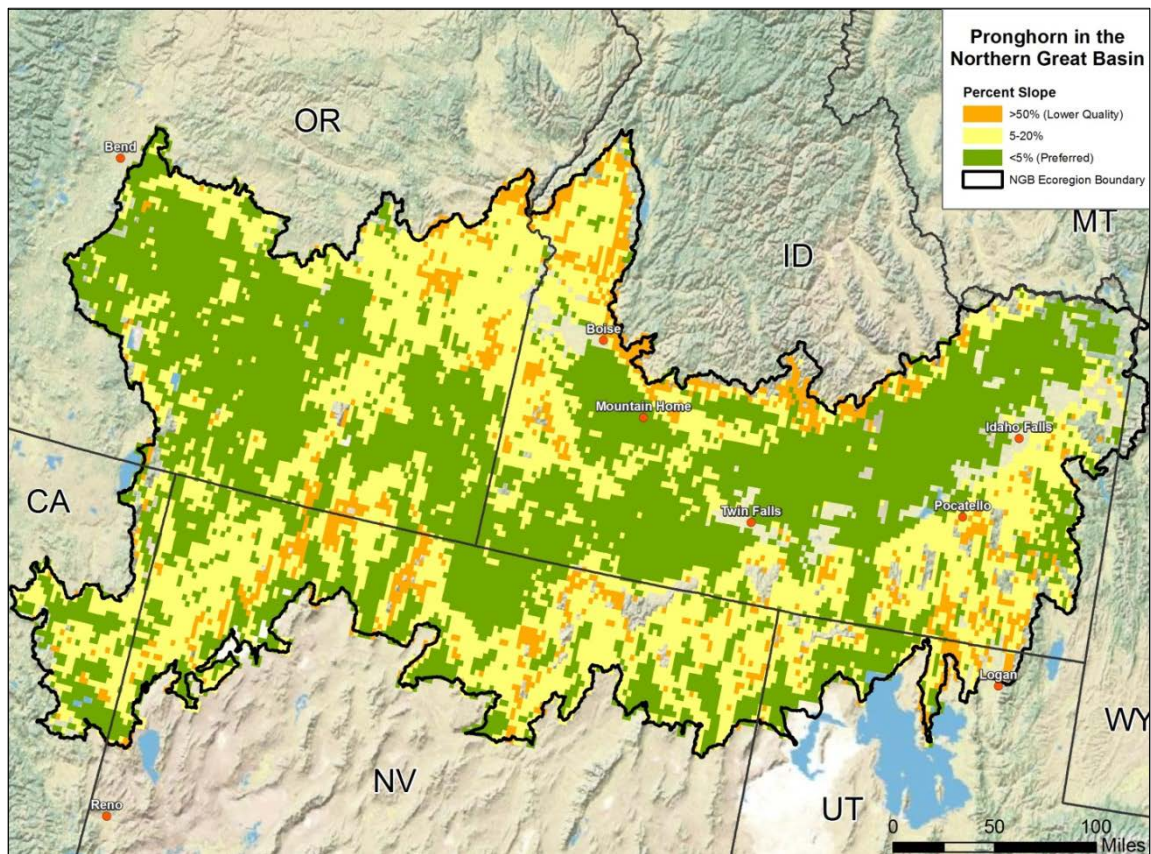 Pronghorn in the
Northern Great Basin
Percent Slope
>50% (Lower Quality)
5-20%
<5% (Preferred)
NGB Ecoregion Boundary
OR
Bend
MT
ID
Boise
Mountain Home
Idaho Falls
CA
Pocatello
Twin Falls
Logan
WY
NV
Reno
UT
0 50 100
Miles